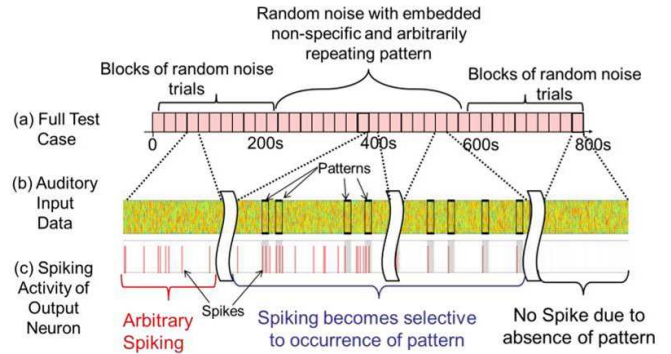 Random noise with embedded
non-specific and arbitrarily
repeating pattern
Blocks of random noise
trials
Blocks of random noise
trials
(a) Full Test
Case
0
200s
400s
600s
800s
(b) Auditory
Input
Data
Patterns
(c) Spiking
Activity of
Output
Neuron
Spikes
Arbitrary
Spiking
Spiking becomes selective
to occurrence of pattern
No Spike due to
absence of pattern